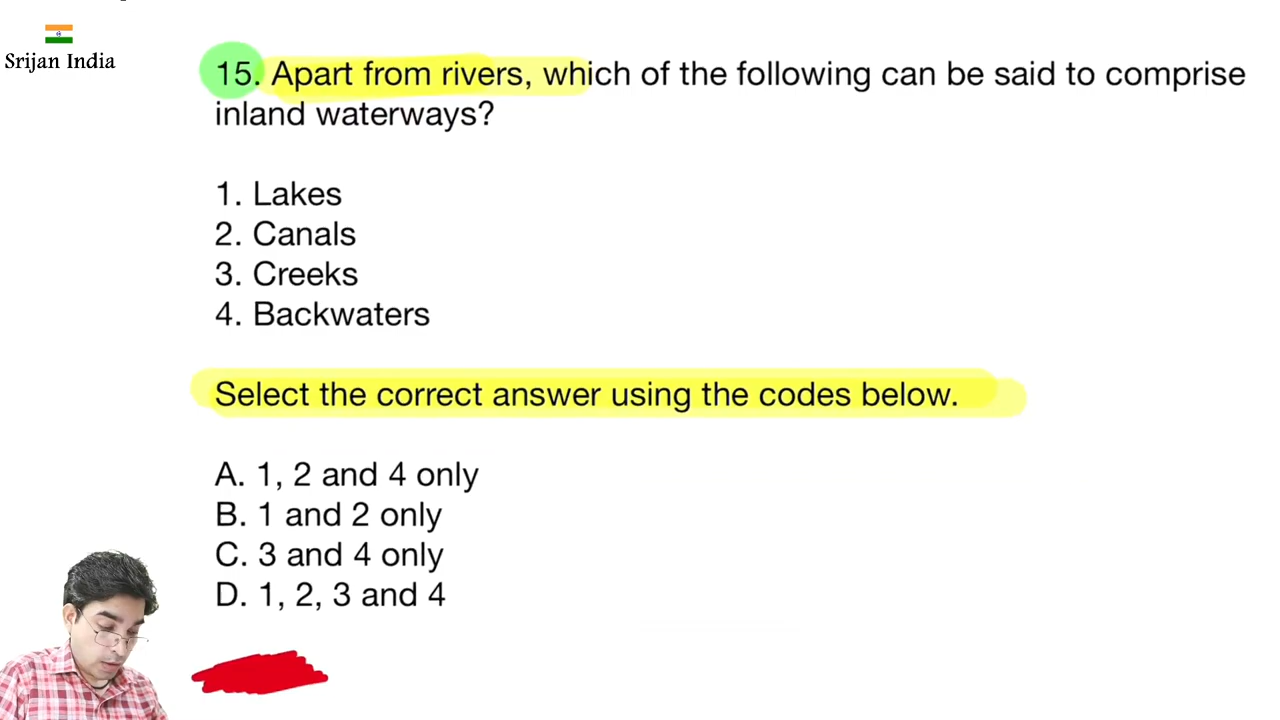 Srijan India
15. Apart from rivers, which of the following can be said to comprise
inland waterways?
1. Lakes
2. Canals
3. Creeks
4. Backwaters
Select the correct answer using the codes below.
A. 1, 2 and 4 only
B. 1 and 2 only
C. 3 and 4 only
D. 1, 2, 3 and 4